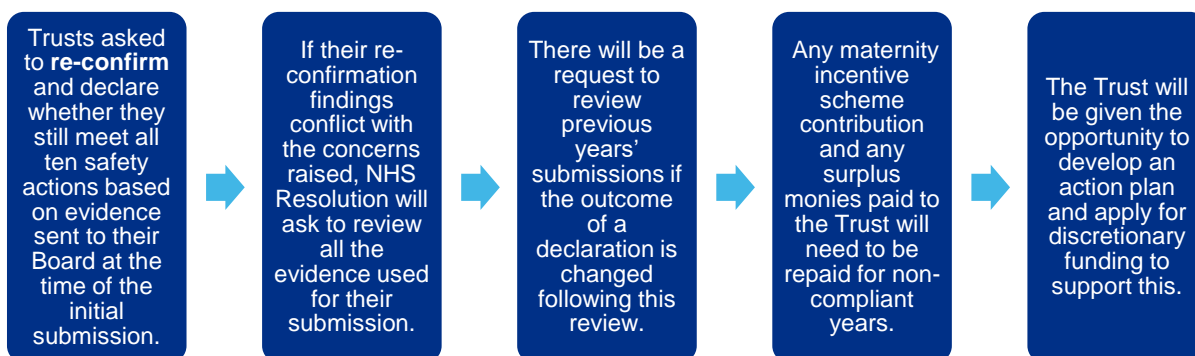 Trusts asked
to re-confirm
and declare
whether they
still meet all
ten safety
actions based
on evidence
sent to their
Board at the
time of the
initial
submission.
If their re-
confirmation
findings
conflict with
the concerns
raised, NHS
Resolution will
ask to review
all the
evidence used
for their
submission.
There will be a
request to
review
previous
years’
submissions if
the outcome
of a
declaration is
changed
following this
review.
Any maternity
incentive
scheme
contribution
and any
surplus
monies paid to
the Trust will
need to be
repaid for non-
compliant
years.
The Trust will
be given the
opportunity to
develop an
action plan
and apply for
discretionary
funding to
support this.